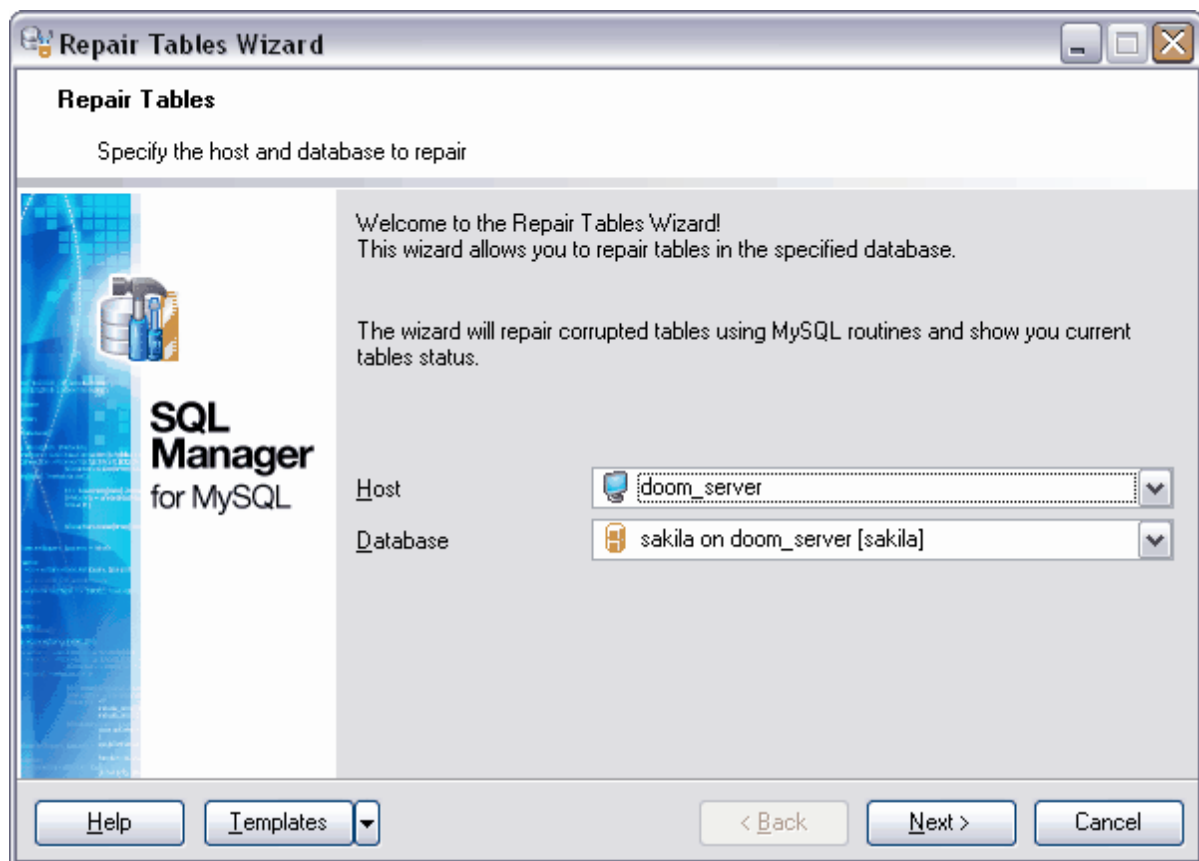 Repair Tables Wizard
Repair Tables
Specify the host and database to repair
Welcome to the Repair Tables Wizard!
This wizard allows you to repair tables in the specified database.
The wizard will repair corrupted tables using MySQL routines and show you current
tables status.
SQL
Manager
for MySQL
Host
doom_server
Database
sakila on doom_server [sakila]
Help
Templates
< Back
Next >
Cancel